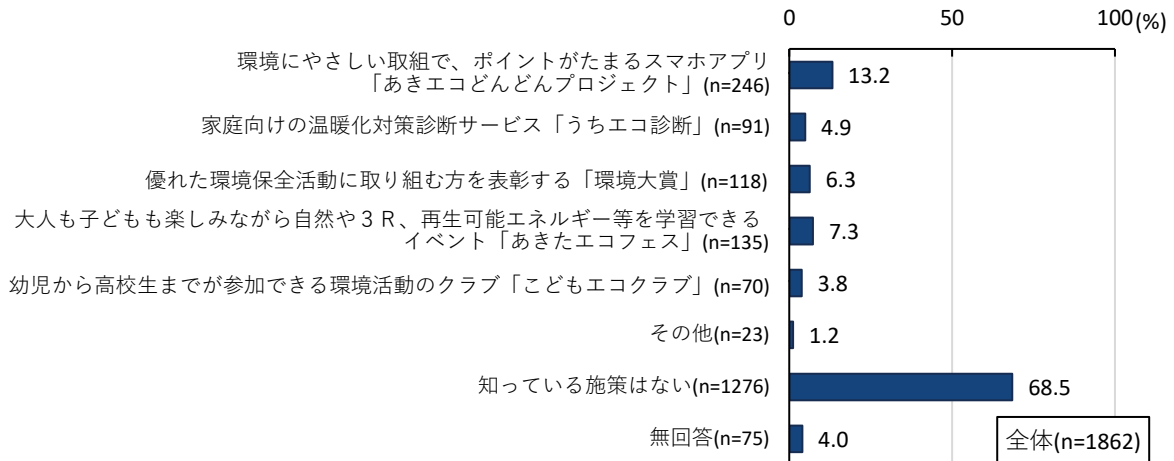 0 50 100(%)
環境にやさしい取組で、ポイントがたまるスマホアプリ
「あきエコどんどんプロジェクト」(n=246) 13.2
家庭向けの温暖化対策診断サービス「うちエコ診断」(n=91) 4.9
優れた環境保全活動に取り組む方を表彰する「環境大賞」(n=118) 6.3
大人も子どもも楽しみながら自然や３Ｒ、再生可能エネルギー等を学習できる
イベント「あきたエコフェス」(n=135) 7.3
幼児から高校生までが参加できる環境活動のクラブ「こどもエコクラブ」(n=70) 3.8
その他(n=23) 1.2
知っている施策はない(n=1276) 68.5
無回答(n=75) 4.0
全体(n=1862)